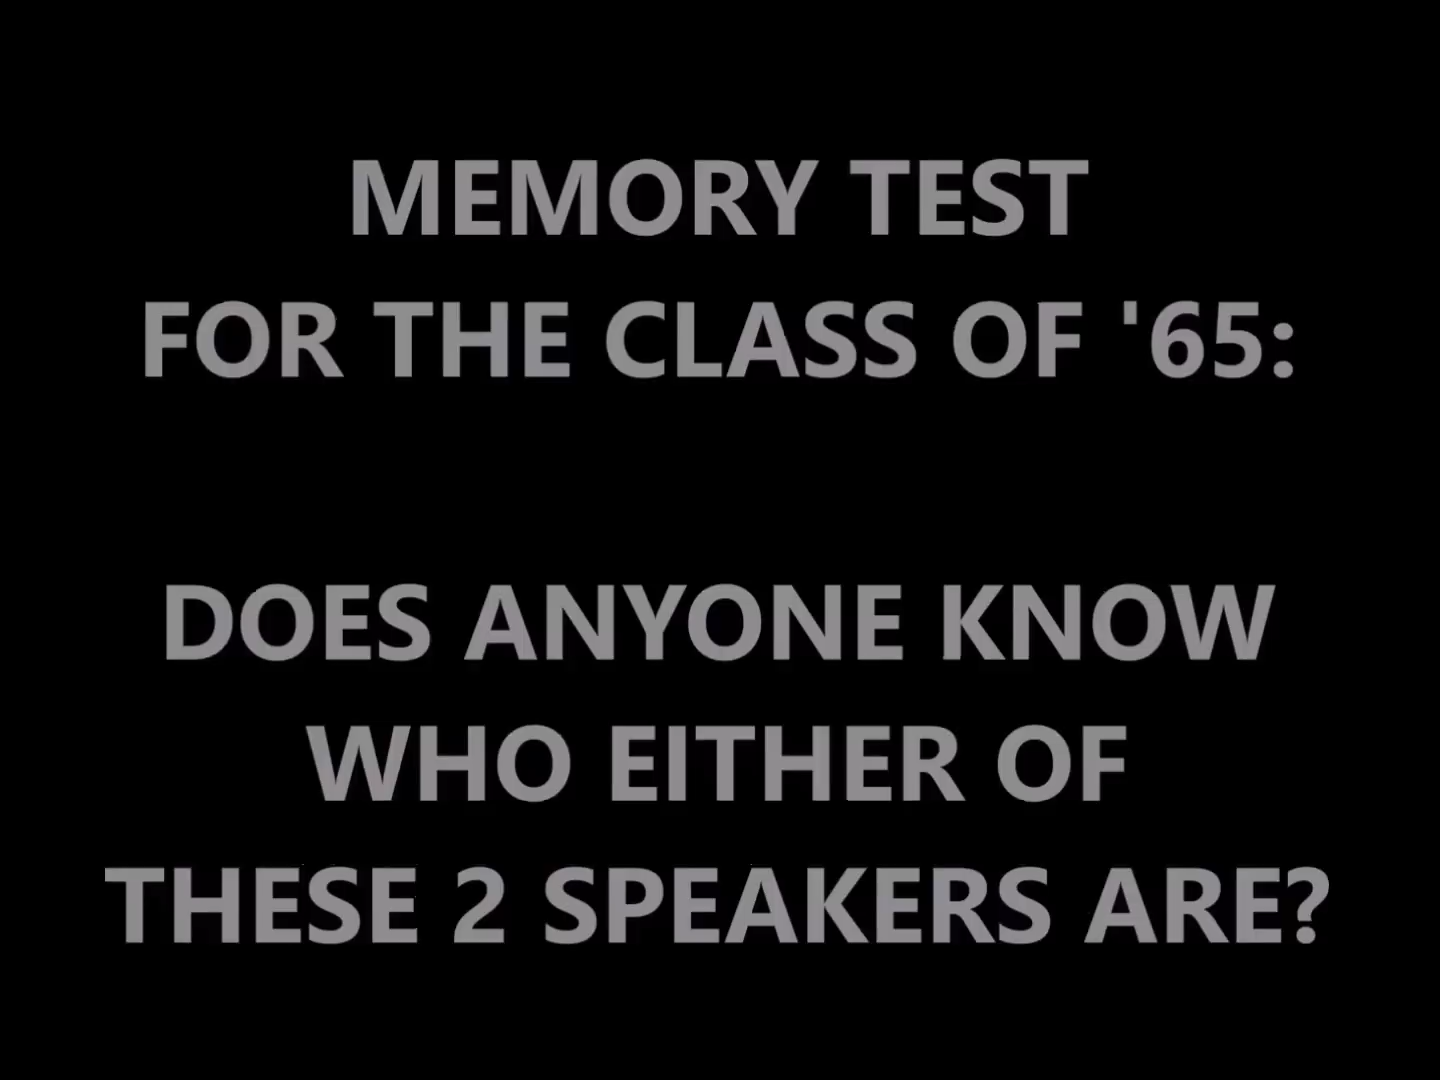 MEMORY TEST
FOR THE CLASS OF '65:
DOES ANYONE KNOW
WHO EITHER OF
THESE 2 SPEAKERS ARE?